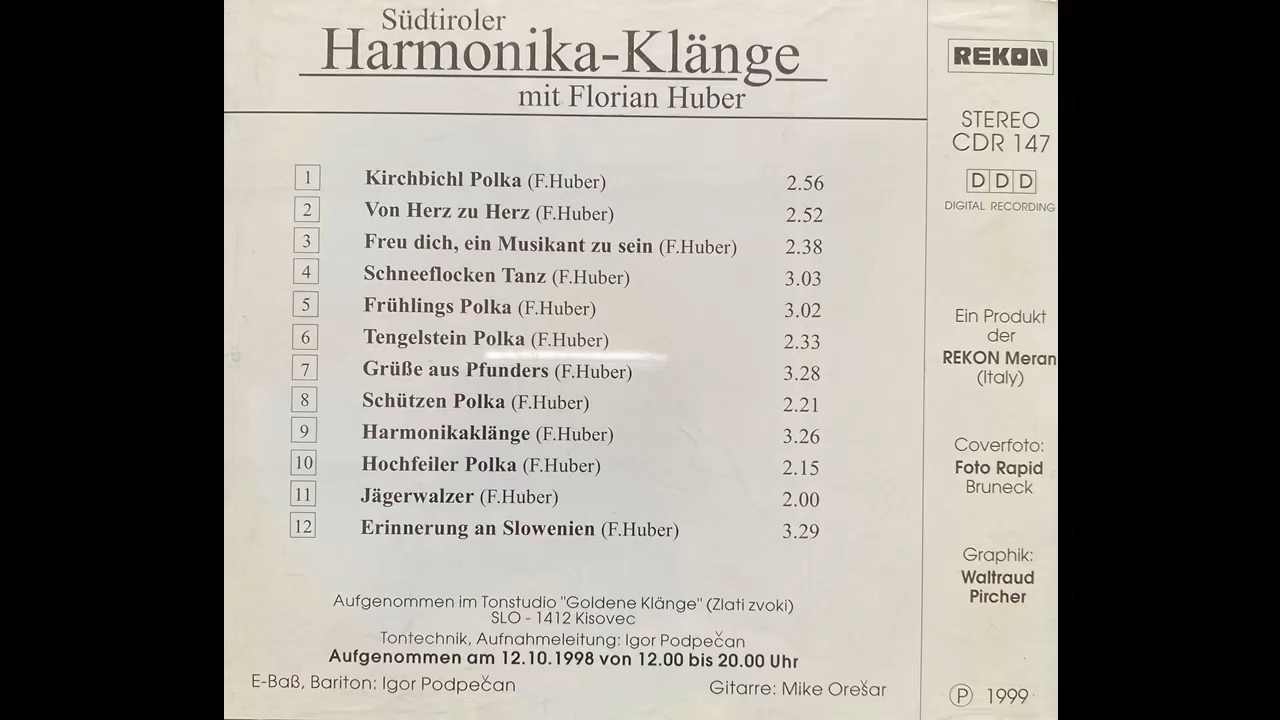 Südtiroler
Harmonika-Klänge
mit Florian Huber
1 Kirchbichl Polka (F.Huber) 2.56
2 Von Herz zu Herz (F.Huber) 2.52
3 Freu dich, ein Musikant zu sein (F.Huber) 2.38
4 Schneeflocken Tanz (F.Huber) 3.03
5 Frühlings Polka (F.Huber) 3.02
6 Tengelstein Polka (F.Huber) 2.33
7 Grüße aus Pfunders (F.Huber) 3.28
8 Schützen Polka (F.Huber) 2.21
9 Harmonikaklänge (F.Huber) 3.26
10 Hochfeiler Polka (F.Huber) 2.15
11 Jägerwalzer (F.Huber) 2.00
12 Erinnerung an Slowenien (F.Huber) 3.29
Aufgenommen im Tonstudio "Goldene Klänge" (Zlati zvoki)
SLO - 1412 Kisovec
Tontechnik, Aufnahmeleitung: Igor Podpečan
Aufgenommen am 12.10.1998 von 12.00 bis 20.00 Uhr
E-Baß, Bariton: Igor Podpečan Gitarre: Mike Orešar
REKON
STEREO
CDR 147
DDD
DIGITAL RECORDING
Ein Produkt
der
REKON Meran
(Italy)
Coverfoto:
Foto Rapid
Bruneck
Graphik:
Waltraud
Pircher
Ⓟ 1999